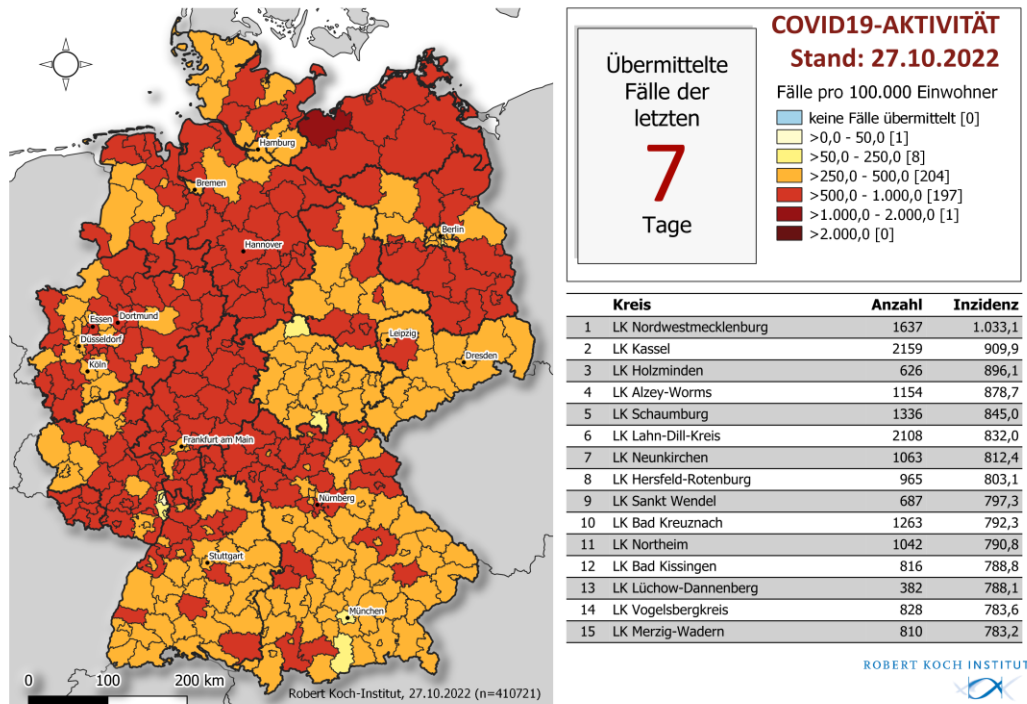 Hamburg
Bremen
Berlin
Hannover
Essen
Dortmund
Düsseldorf
Leipzig
Köln
Dresden
Frankfurt am Main
Nürnberg
Stuttgart
München
0 100 200 km
Robert Koch-Institut, 27.10.2022 (n=410721)
Übermittelte
Fälle der
letzten
7
Tage
COVID19-AKTIVITÄT
Stand: 27.10.2022
Fälle pro 100.000 Einwohner
keine Fälle übermittelt [0]
>0,0 - 50,0 [1]
>50,0 - 250,0 [8]
>250,0 - 500,0 [204]
>500,0 - 1.000,0 [197]
>1.000,0 - 2.000,0 [1]
>2.000,0 [0]
Kreis Anzahl Inzidenz
1 LK Nordwestmecklenburg 1637 1.033,1
2 LK Kassel 2159 909,9
3 LK Holzminden 626 896,1
4 LK Alzey-Worms 1154 878,7
5 LK Schaumburg 1336 845,0
6 LK Lahn-Dill-Kreis 2108 832,0
7 LK Neunkirchen 1063 812,4
8 LK Hersfeld-Rotenburg 965 803,1
9 LK Sankt Wendel 687 797,3
10 LK Bad Kreuznach 1263 792,3
11 LK Northeim 1042 790,8
12 LK Bad Kissingen 816 788,8
13 LK Lüchow-Dannenberg 382 788,1
14 LK Vogelsbergkreis 828 783,6
15 LK Merzig-Wadern 810 783,2
ROBERT KOCH INSTITUT